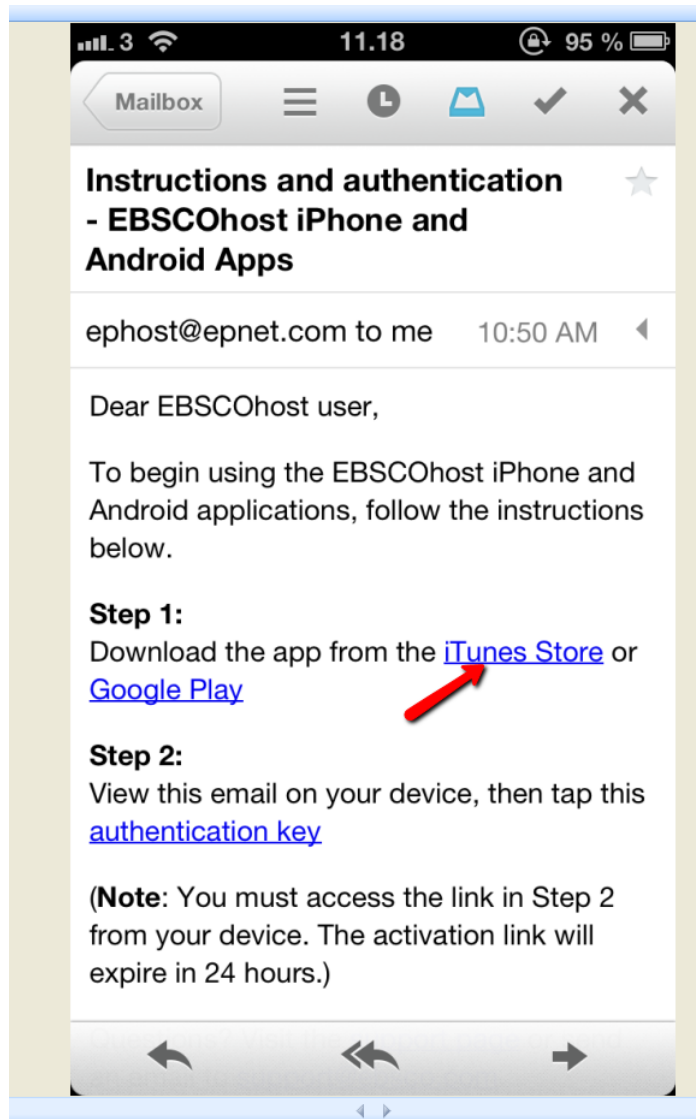 3 11.18 95 %
Mailbox
Instructions and authentication
- EBSCOhost iPhone and
Android Apps
ephost@epnet.com to me 10:50 AM
Dear EBSCOhost user,
To begin using the EBSCOhost iPhone and
Android applications, follow the instructions
below.
Step 1:
Download the app from the iTunes Store or
Google Play
Step 2:
View this email on your device, then tap this
authentication key
(Note: You must access the link in Step 2
from your device. The activation link will
expire in 24 hours.)